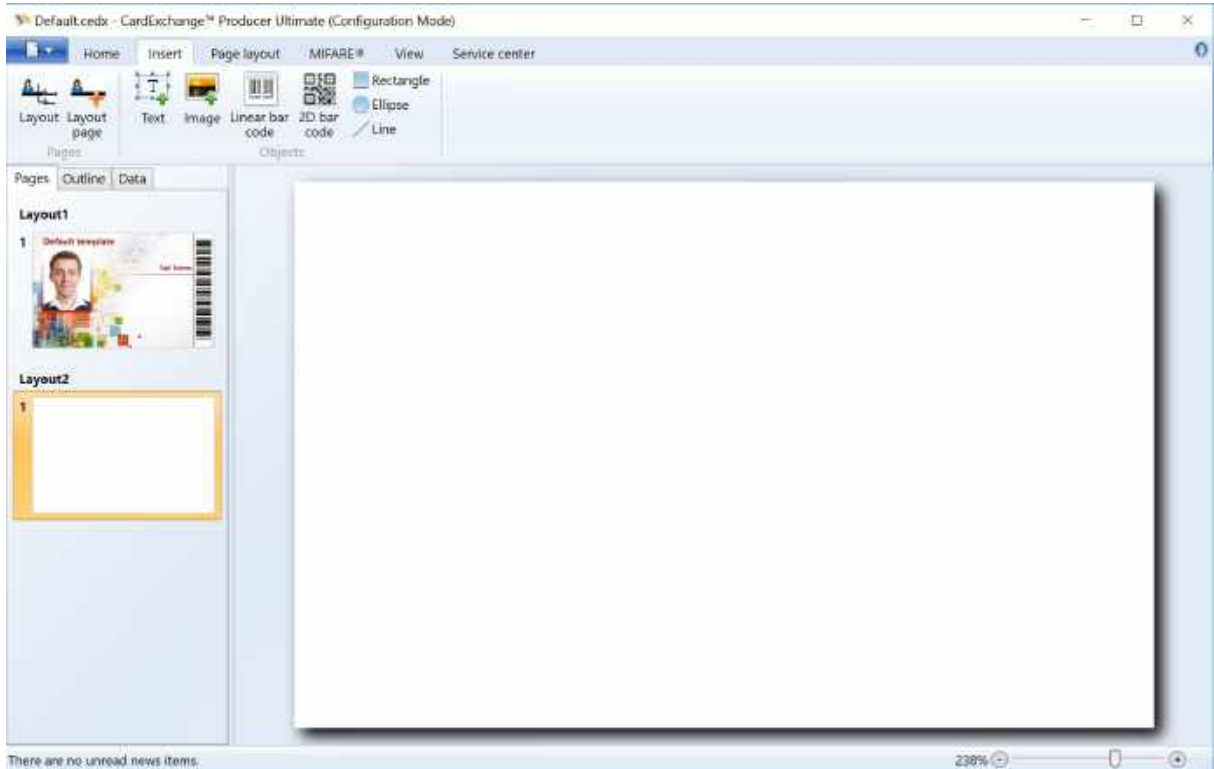 Default.cedx - CardExchange™ Producer Ultimate (Configuration Mode)
Home Insert Page layout MIFARE® View Service center
Layout Layout page Text Image Linear bar code 2D bar code
Rectangle
Ellipse
Line
Pages Objects
Pages Outline Data
Layout1
1 Default template
Layout2
1
There are no unread news items. 238%